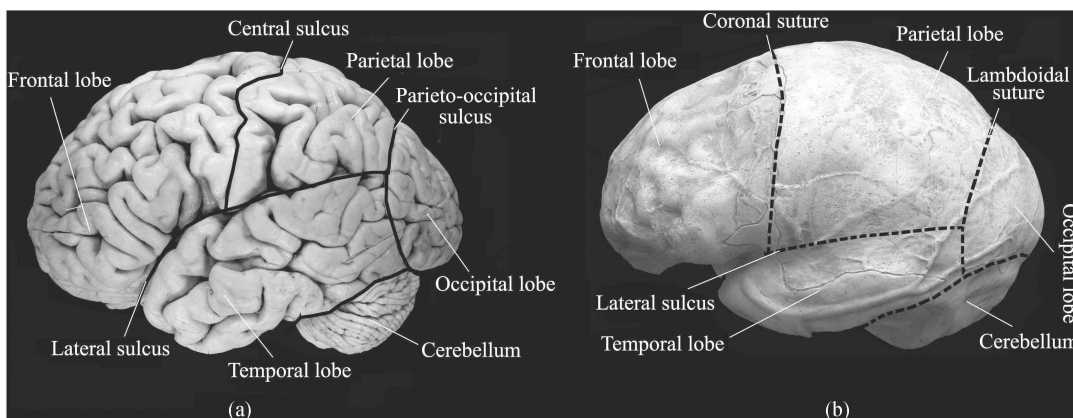 Central sulcus
Frontal lobe
Parietal lobe
Parieto-occipital
sulcus
Occipital lobe
Lateral sulcus
Temporal lobe
Cerebellum
(a)
Coronal suture
Parietal lobe
Frontal lobe
Lambdoidal
suture
Occipital lobe
Lateral sulcus
Temporal lobe
Cerebellum
(b)